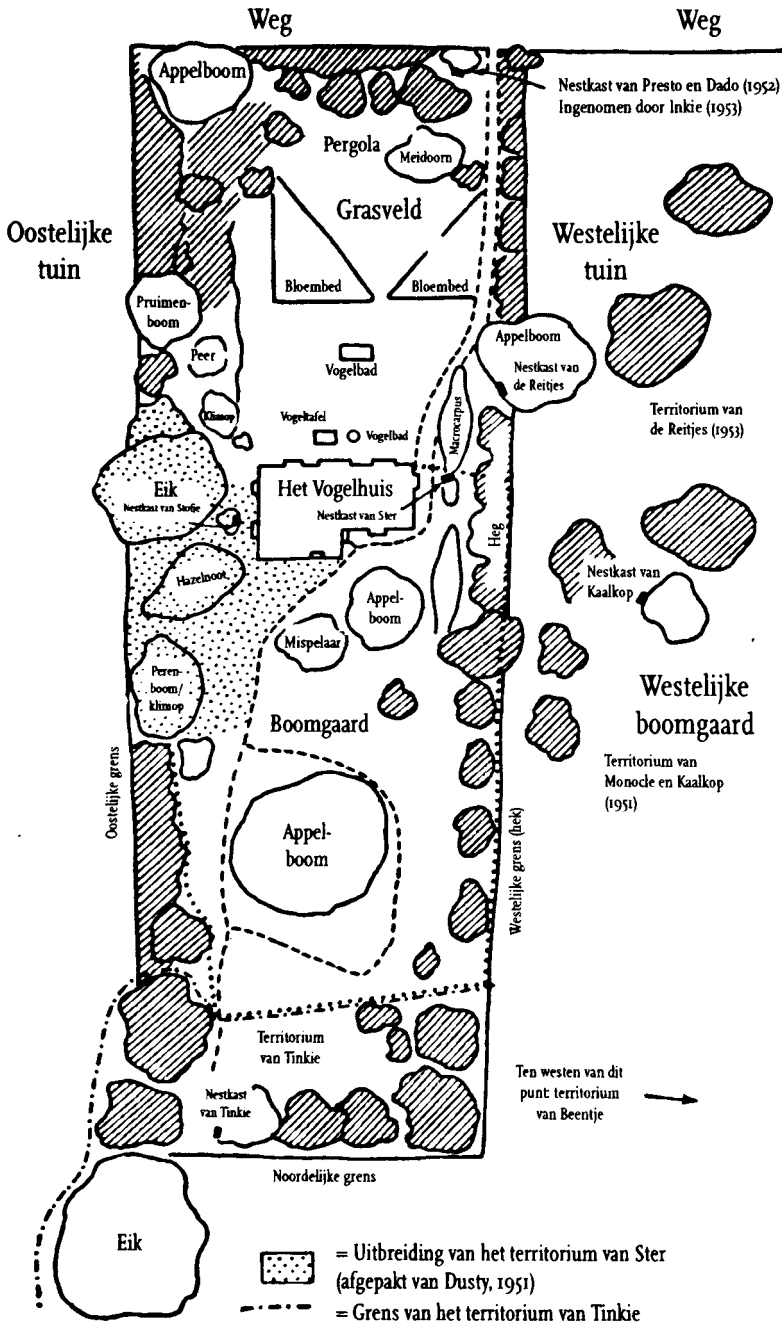 Weg
Weg
Appelboom
Nestkast van Presto en Dado (1952)
Ingenomen door Inkie (1953)
Pergola
Meidoorn
Grasveld
Oostelijke
tuin
Westelijke
tuin
Bloembed
Bloembed
Pruimen-
boom
Appelboom
Nestkast van
de Reitjes
Peer
Vogelbad
Klimop
Macrocarpus
Territorium van
de Reitjes (1953)
Vogeltafel
Vogelbad
Eik
Nestkast van Stofje
Het Vogelhuis
Nestkast van Ster
Heg
Hazelnoot
Nestkast van
Kaalkop
Appel-
boom
Mispelaar
Peren-
boom/
klimop
Westelijke
boomgaard
Boomgaard
Territorium van
Monocle en Kaalkop
(1951)
Oostelijke grens
Appel-
boom
Westelijke grens (hek)
Territorium
van Tinkie
Ten westen van dit
punt: territorium
van Beentje
Nestkast
van Tinkie
Noordelijke grens
Eik
= Uitbreiding van het territorium van Ster
(afgepakt van Dusty, 1951)
= Grens van het territorium van Tinkie